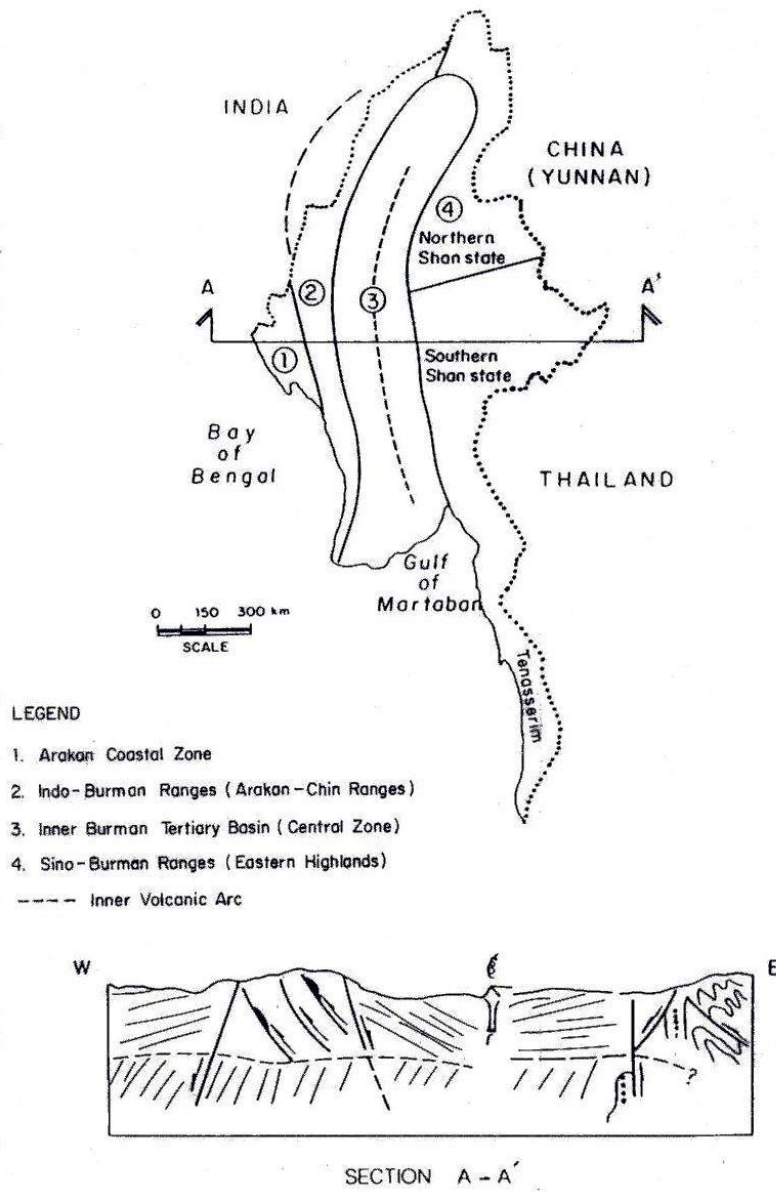 INDIA
CHINA
(YUNNAN)
4
Northern
Shan state
A
A'
2
3
1
Southern
Shan state
Bay
of
Bengal
THAILAND
Gulf
of
Martaban
0 150 300 km
SCALE
Tenasserim
LEGEND
1. Arakan Coastal Zone
2. Indo-Burman Ranges (Arakan-Chin Ranges)
3. Inner Burman Tertiary Basin (Central Zone)
4. Sino-Burman Ranges (Eastern Highlands)
---- Inner Volcanic Arc
W
E
?
SECTION A - A'